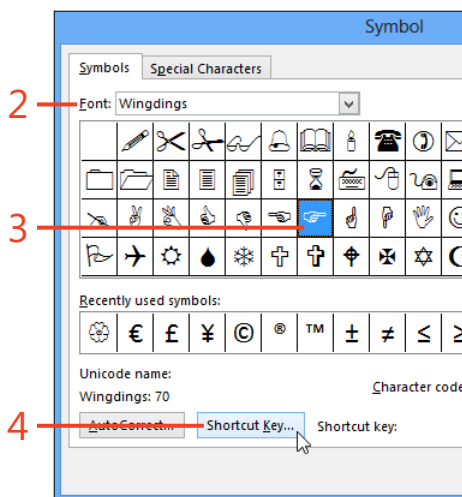 Symbol
Symbols Special Characters
2 Font: Wingdings
3
Recently used symbols:
€ £ ¥ © ® ™ ± ≠ ≤ ≥
Unicode name:
Wingdings: 70 Character code
4 AutoCorrect... Shortcut Key... Shortcut key: